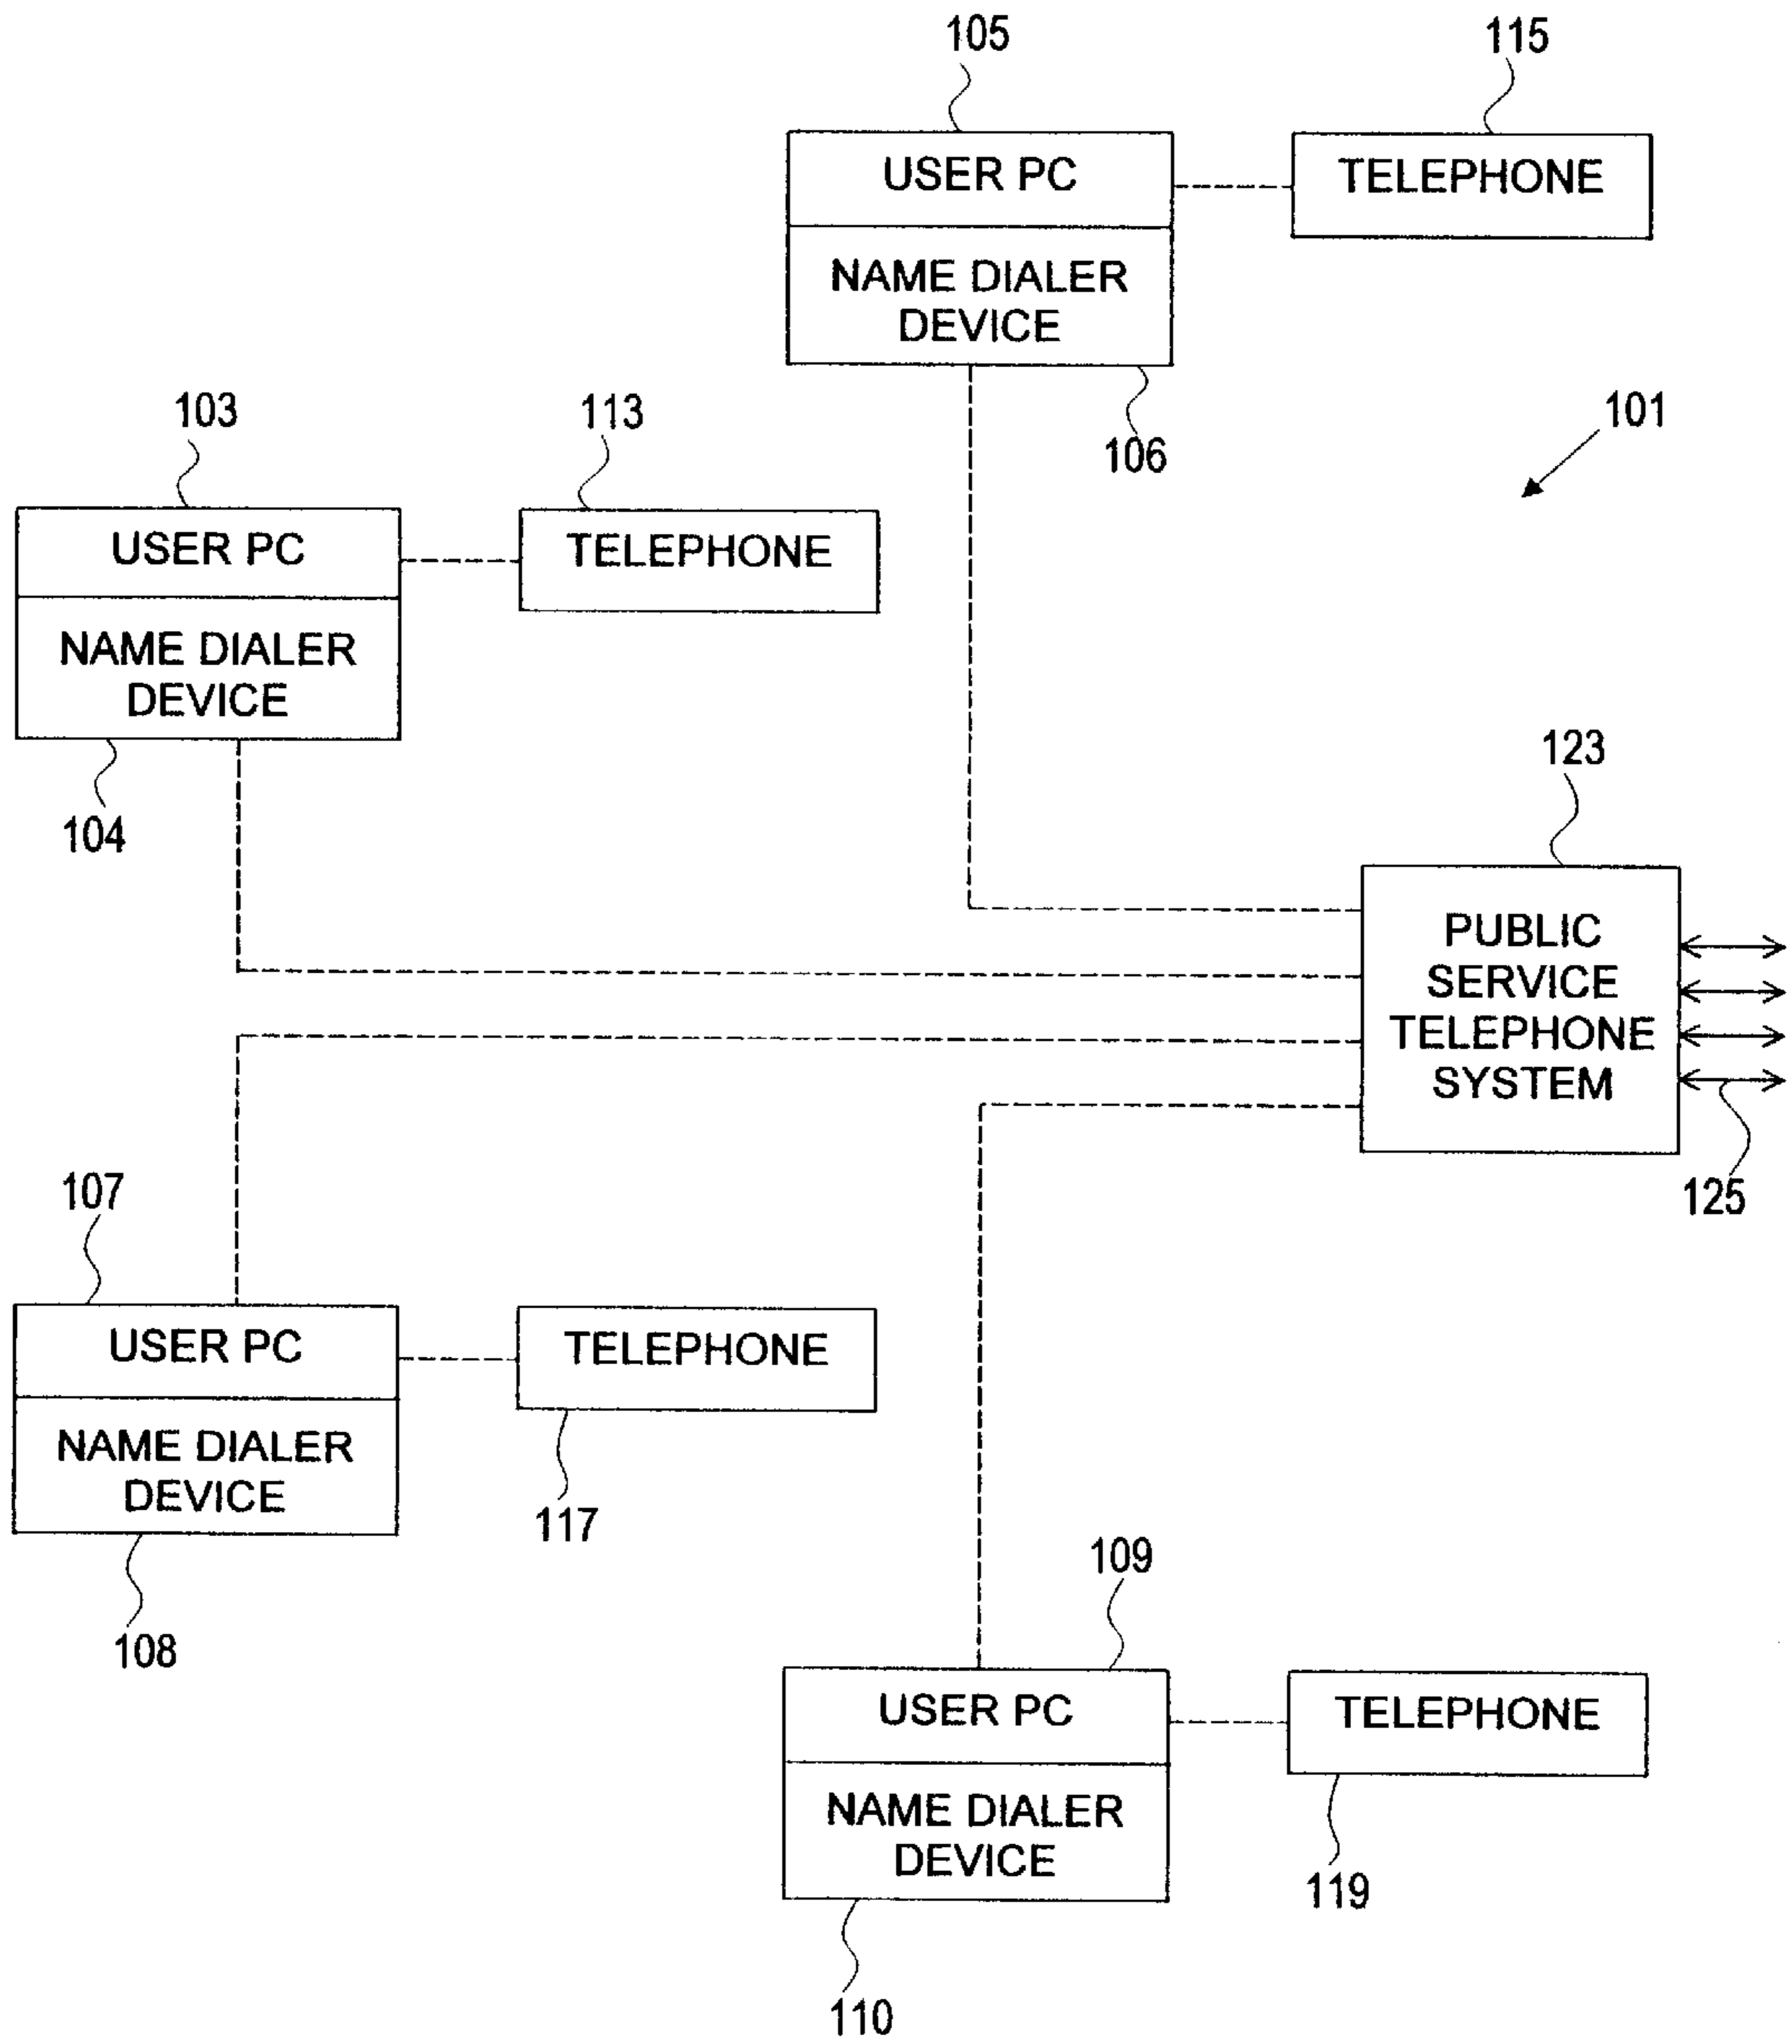 105
115
USER PC
TELEPHONE
NAME DIALER
DEVICE
106
101
103
113
USER PC
TELEPHONE
NAME DIALER
DEVICE
104
123
PUBLIC
SERVICE
TELEPHONE
SYSTEM
125
107
USER PC
TELEPHONE
NAME DIALER
DEVICE
117
108
109
USER PC
TELEPHONE
NAME DIALER
DEVICE
119
110